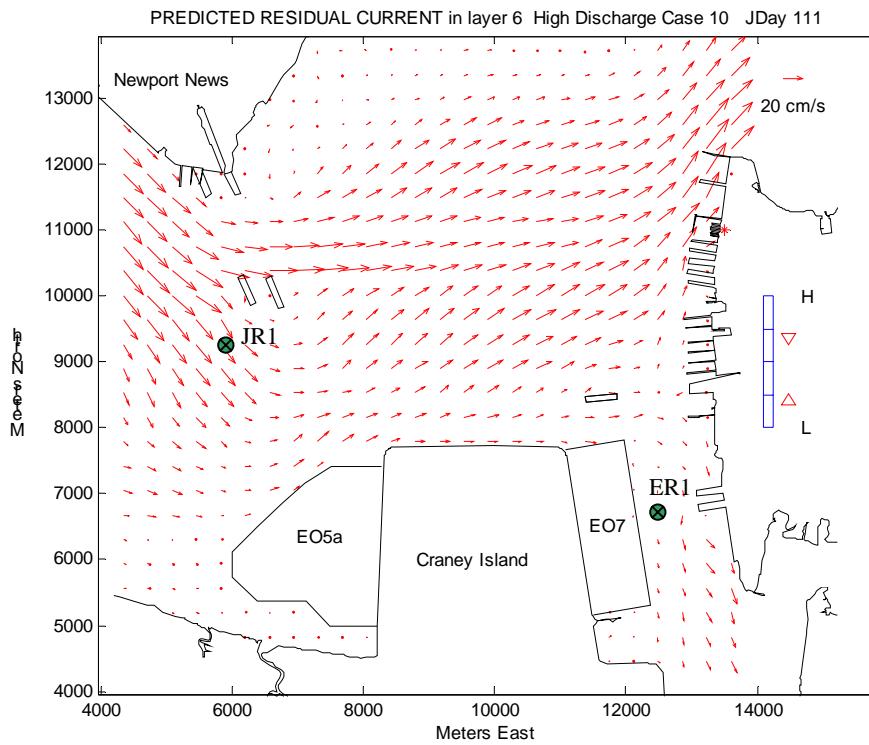 PREDICTED RESIDUAL CURRENT in layer 6 High Discharge Case 10 JDay 111
Newport News
20 cm/s
13000
12000
11000
10000
9000
8000
7000
6000
5000
4000
H
L
JR1
ER1
EO5a
EO7
Craney Island
4000 6000 8000 10000 12000 14000
Meters East